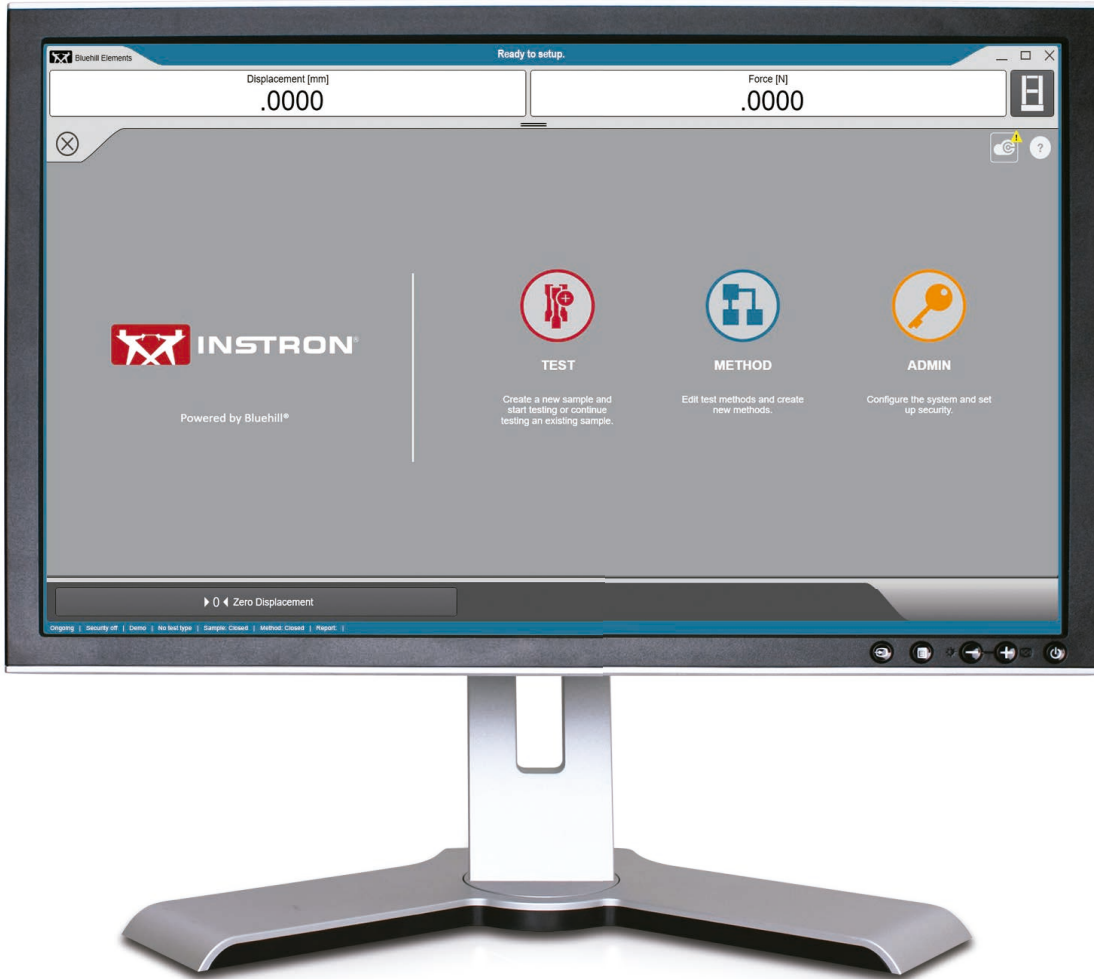 Bluehill Elements
Ready to setup.
Displacement [mm]
.0000
Force [N]
.0000
?
INSTRON®
Powered by Bluehill®
TEST
Create a new sample and
start testing or continue
testing an existing sample.
METHOD
Edit test methods and create
new methods.
ADMIN
Configure the system and set
up security.
0 Zero Displacement
Ongoing | Security off | Demo | No test type | Sample: Closed | Method: Closed | Report: |